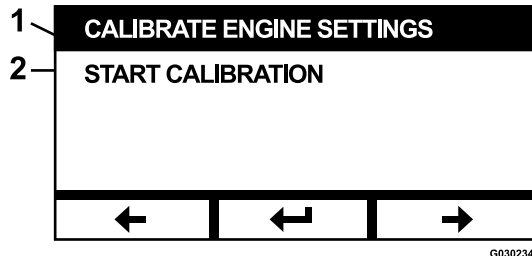 1
CALIBRATE ENGINE SETTINGS
2
START CALIBRATION
G030234